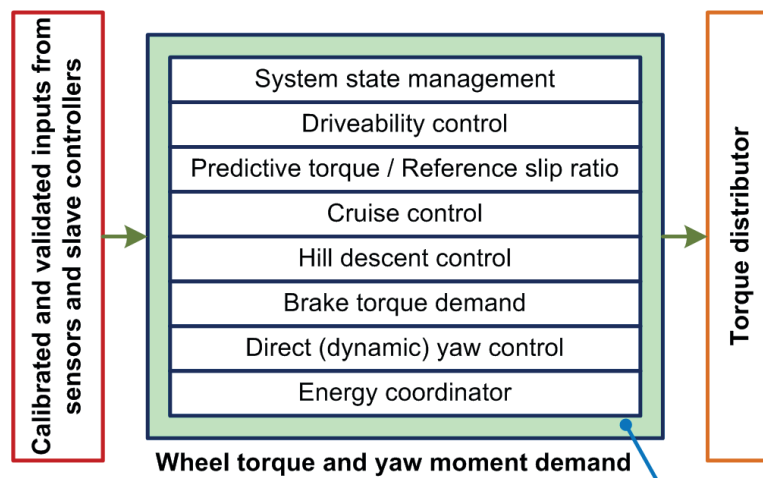 Calibrated and validated inputs from
sensors and slave controllers
System state management
Driveability control
Predictive torque / Reference slip ratio
Cruise control
Hill descent control
Brake torque demand
Direct (dynamic) yaw control
Energy coordinator
Wheel torque and yaw moment demand
Torque distributor